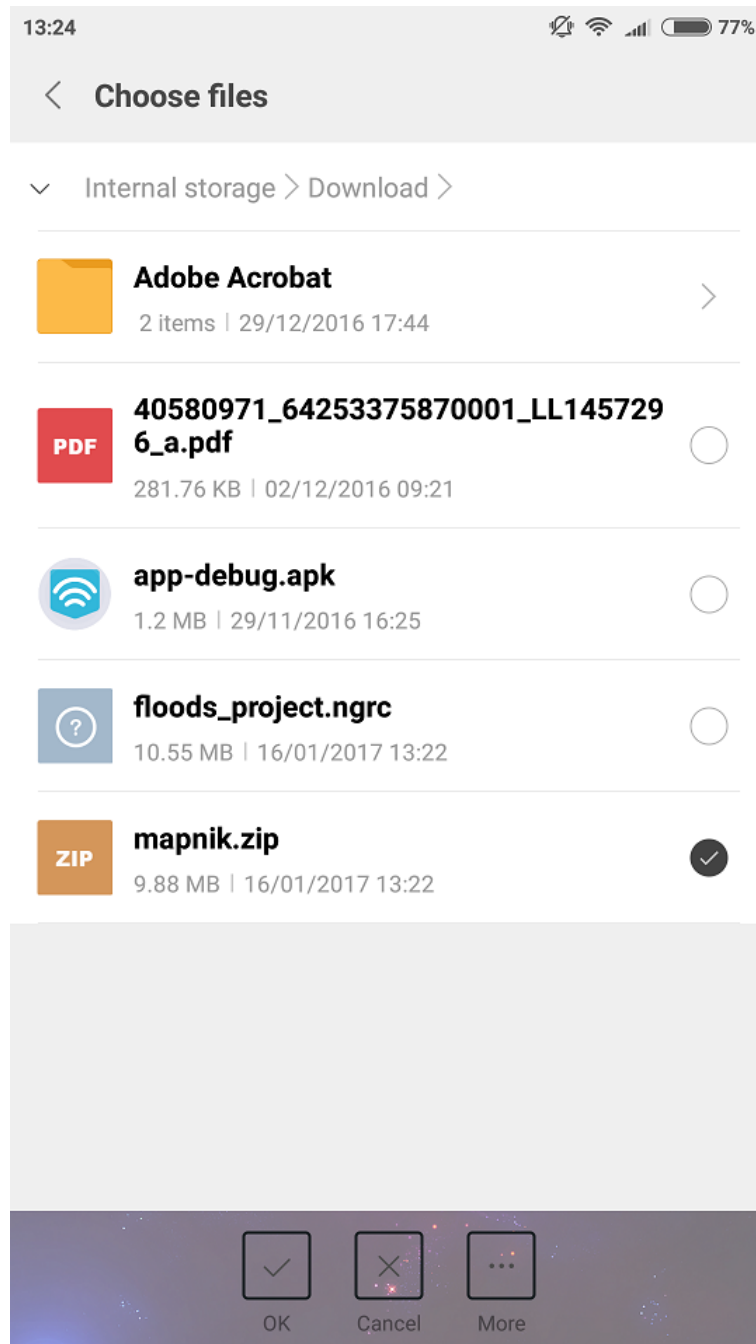 13:24
77%
Choose files
Internal storage
Download
Adobe Acrobat
2 items | 29/12/2016 17:44
PDF
40580971_64253375870001_LL145729
6_a.pdf
281.76 KB | 02/12/2016 09:21
app-debug.apk
1.2 MB | 29/11/2016 16:25
?
floods_project.ngrc
10.55 MB | 16/01/2017 13:22
ZIP
mapnik.zip
9.88 MB | 16/01/2017 13:22
OK
Cancel
More